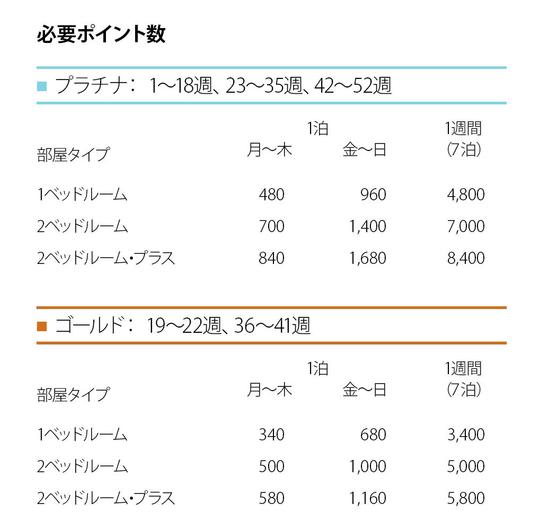 必要ポイント数
■ プラチナ： 1〜18週、23〜35週、42〜52週
1泊 1週間
部屋タイプ 月〜木 金〜日 （7泊）
1ベッドルーム 480 960 4,800
2ベッドルーム 700 1,400 7,000
2ベッドルーム・プラス 840 1,680 8,400
■ ゴールド： 19〜22週、36〜41週
1泊 1週間
部屋タイプ 月〜木 金〜日 （7泊）
1ベッドルーム 340 680 3,400
2ベッドルーム 500 1,000 5,000
2ベッドルーム・プラス 580 1,160 5,800